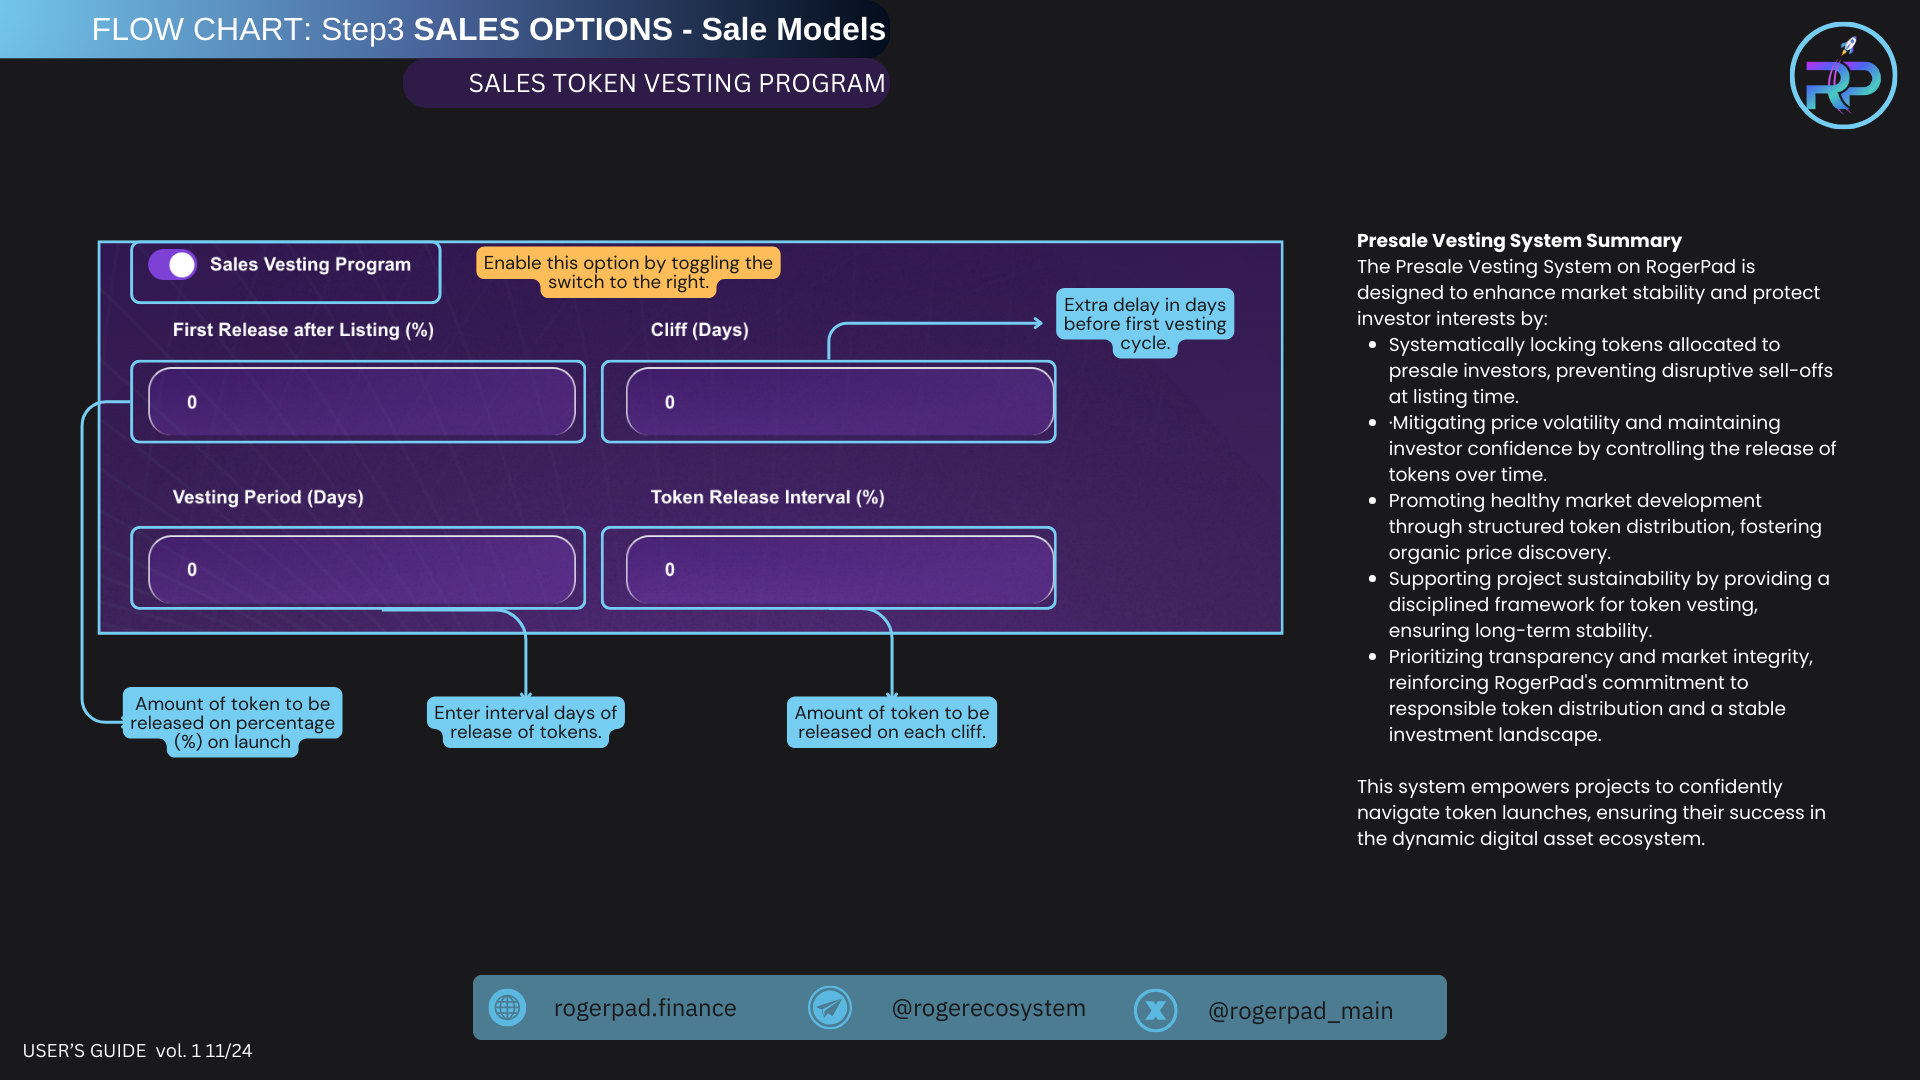 FLOW CHART: Step3 SALES OPTIONS - Sale Models
SALES TOKEN VESTING PROGRAM
RP
Sales Vesting Program
Enable this option by toggling the
switch to the right.
First Release after Listing (%)
Cliff (Days)
Extra delay in days
before first vesting
cycle.
0
0
Vesting Period (Days)
Token Release Interval (%)
0
0
Amount of token to be
released on percentage
(%) on launch
Enter interval days of
release of tokens.
Amount of token to be
released on each cliff.
Presale Vesting System Summary
The Presale Vesting System on RogerPad is
designed to enhance market stability and protect
investor interests by:
• Systematically locking tokens allocated to
presale investors, preventing disruptive sell-offs
at listing time.
• ·Mitigating price volatility and maintaining
investor confidence by controlling the release of
tokens over time.
• Promoting healthy market development
through structured token distribution, fostering
organic price discovery.
• Supporting project sustainability by providing a
disciplined framework for token vesting,
ensuring long-term stability.
• Prioritizing transparency and market integrity,
reinforcing RogerPad's commitment to
responsible token distribution and a stable
investment landscape.
This system empowers projects to confidently
navigate token launches, ensuring their success in
the dynamic digital asset ecosystem.
rogerpad.finance
@rogerecosystem
X
@rogerpad_main
USER’S GUIDE vol. 1 11/24